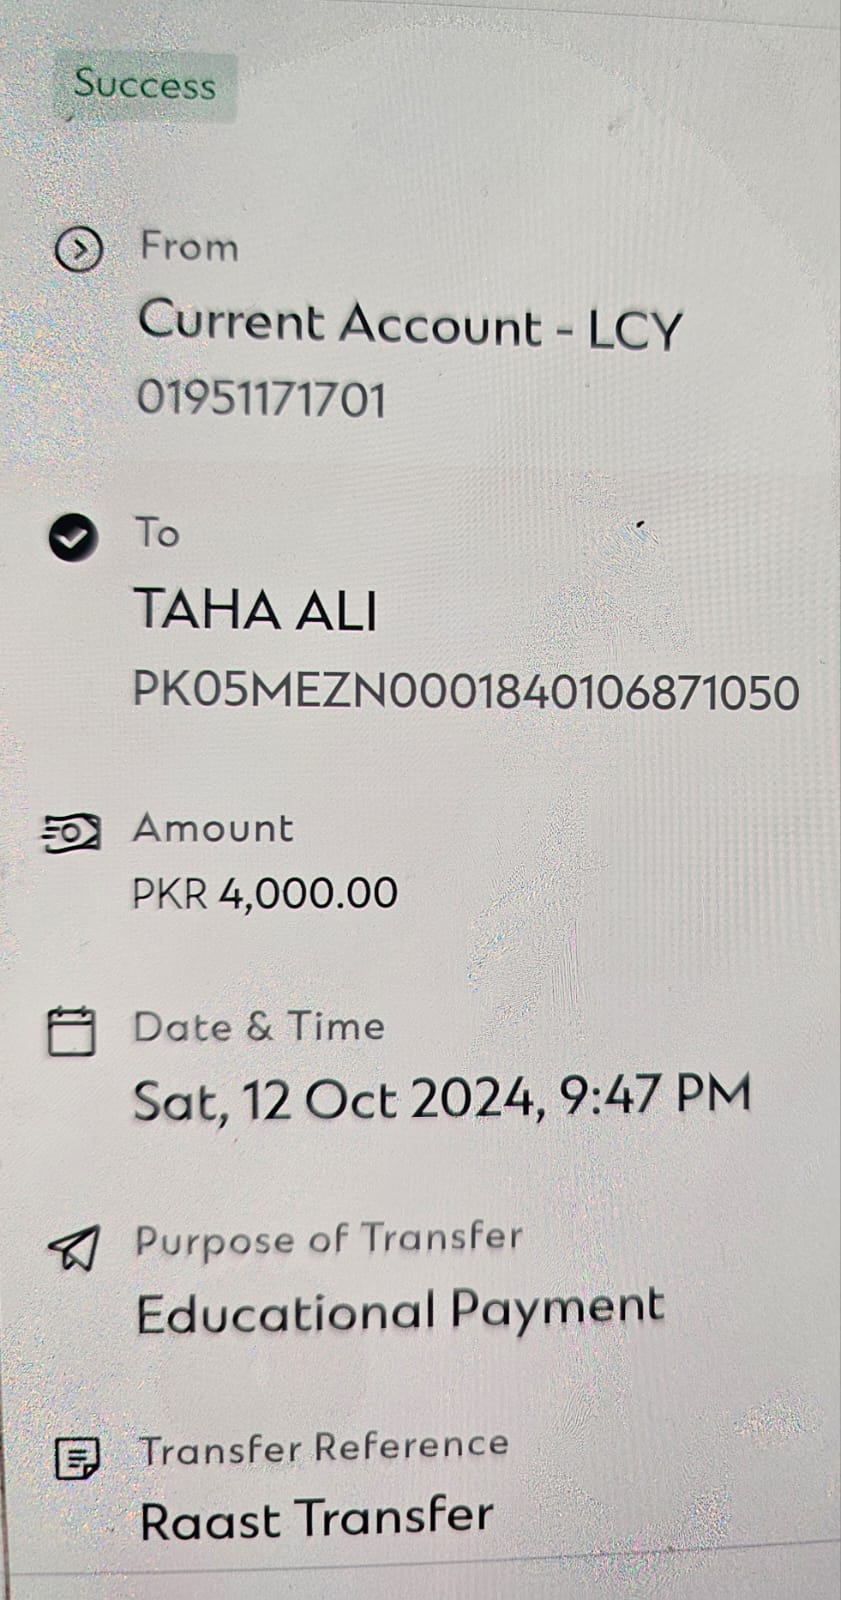 Success
From
Current Account - LCY
01951171701
To
TAHA ALI
PK05MEZN0001840106871050
Amount
PKR 4,000.00
Date & Time
Sat, 12 Oct 2024, 9:47 PM
Purpose of Transfer
Educational Payment
Transfer Reference
Raast Transfer